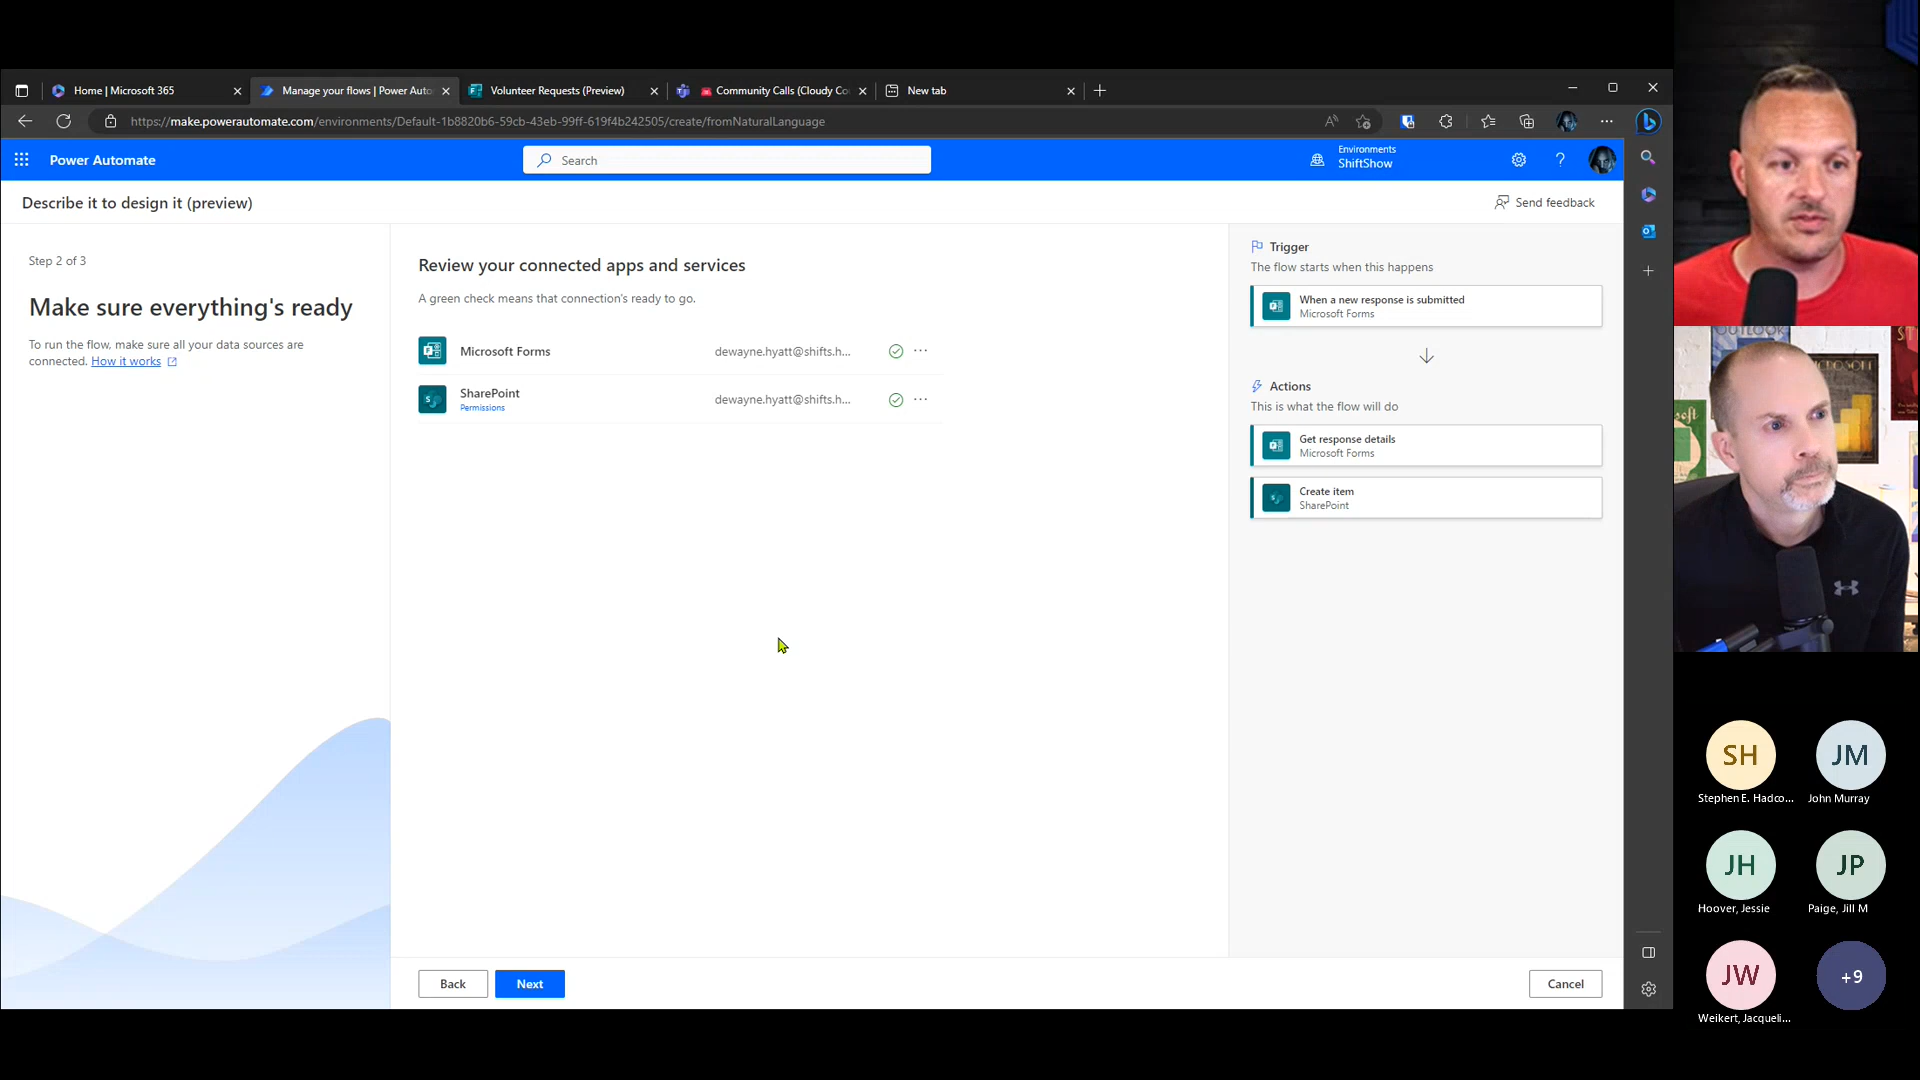 Home | Microsoft 365
Manage your flows | Power Auto
Volunteer Requests (Preview)
Community Calls (Cloudy Co
New tab
https://make.powerautomate.com/environments/Default-1b8820b6-59cb-43eb-99ff-619f4b242505/create/fromNaturalLanguage
Power Automate
Search
Environments
ShiftShow
Describe it to design it (preview)
Send feedback
Step 2 of 3
Make sure everything's ready
To run the flow, make sure all your data sources are
connected. How it works
Review your connected apps and services
A green check means that connection's ready to go.
Microsoft Forms
dewayne.hyatt@shifts.h...
SharePoint
Permissions
dewayne.hyatt@shifts.h...
Trigger
The flow starts when this happens
When a new response is submitted
Microsoft Forms
Actions
This is what the flow will do
Get response details
Microsoft Forms
Create item
SharePoint
Back
Next
Cancel
OUTLOOK
SH
Stephen E. Hadco...
JM
John Murray
JH
Hoover, Jessie
JP
Paige, Jill M
JW
Weikert, Jacqueli...
+9